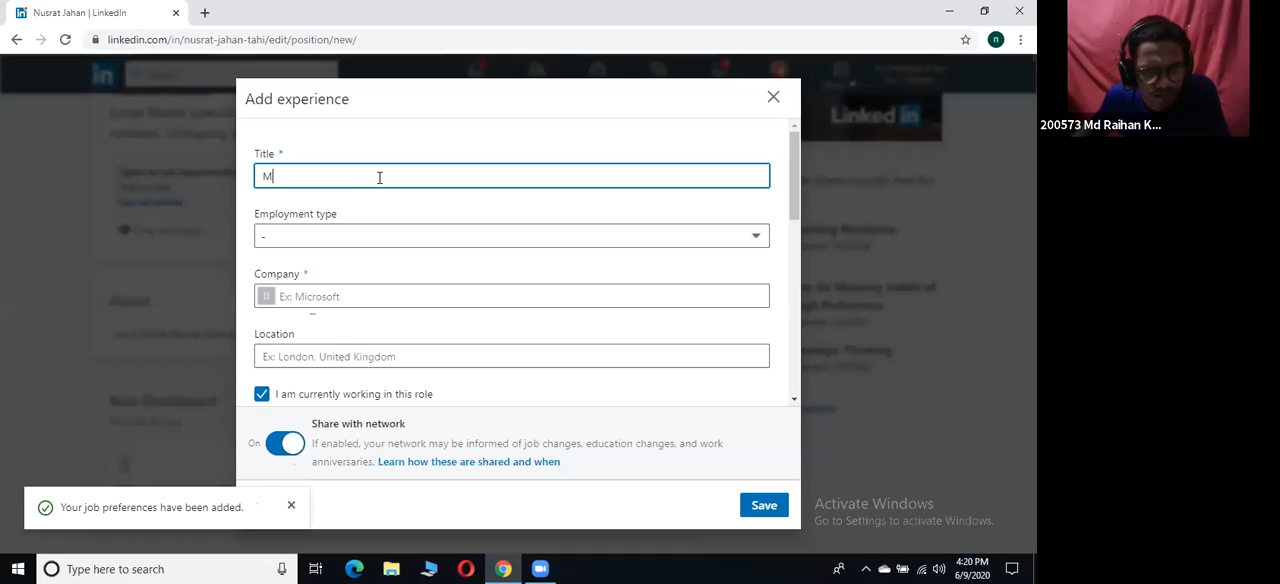 Nusrat Jahan | LinkedIn
linkedin.com/in/nusrat-jahan-tahi/edit/position/new/
n
in
Linked in
Add experience
Title *
M
Employment type
-
Company *
Ex: Microsoft
Location
Ex: London, United Kingdom
I am currently working in this role
Share with network
On
If enabled, your network may be informed of job changes, education changes, and work
anniversaries. Learn how these are shared and when
Your job preferences have been added.
Save
Activate Windows
Go to Settings to activate Windows.
Type here to search
4:20 PM
6/9/2020
200573 Md Raihan K...